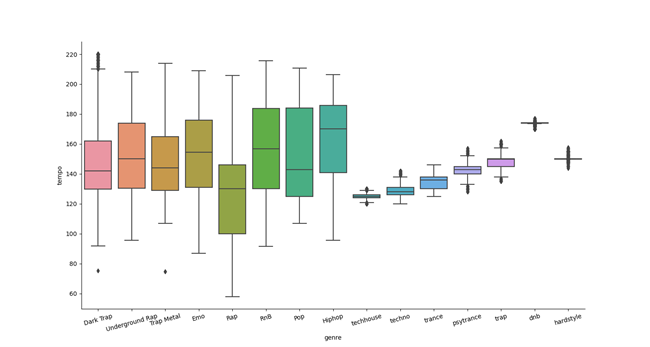 220
200
180
160
140
120
100
80
60
tempo
Dark Trap
Underground Rap
Trap Metal
Emo
Rap
RnB
Pop
Hiphop
techhouse
techno
trance
psytrance
trap
dnb
hardstyle
genre